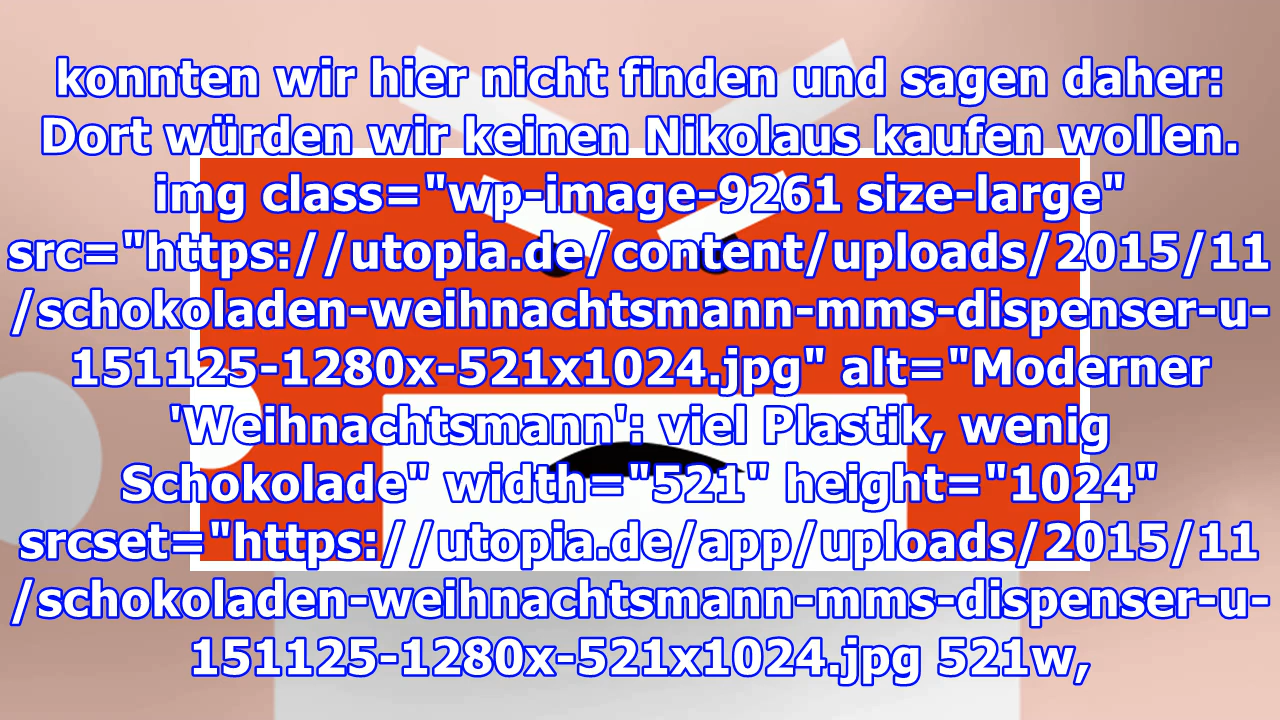 konnten wir hier nicht finden und sagen daher:
Dort würden wir keinen Nikolaus kaufen wollen.
img class="wp-image-9261 size-large"
src="https://utopia.de/content/uploads/2015/11
/schokoladen-weihnachtsmann-mms-dispenser-u-
151125-1280x-521x1024.jpg" alt="Moderner
'Weihnachtsmann': viel Plastik, wenig
Schokolade" width="521" height="1024"
srcset="https://utopia.de/app/uploads/2015/11
/schokoladen-weihnachtsmann-mms-dispenser-u-
151125-1280x-521x1024.jpg 521w,